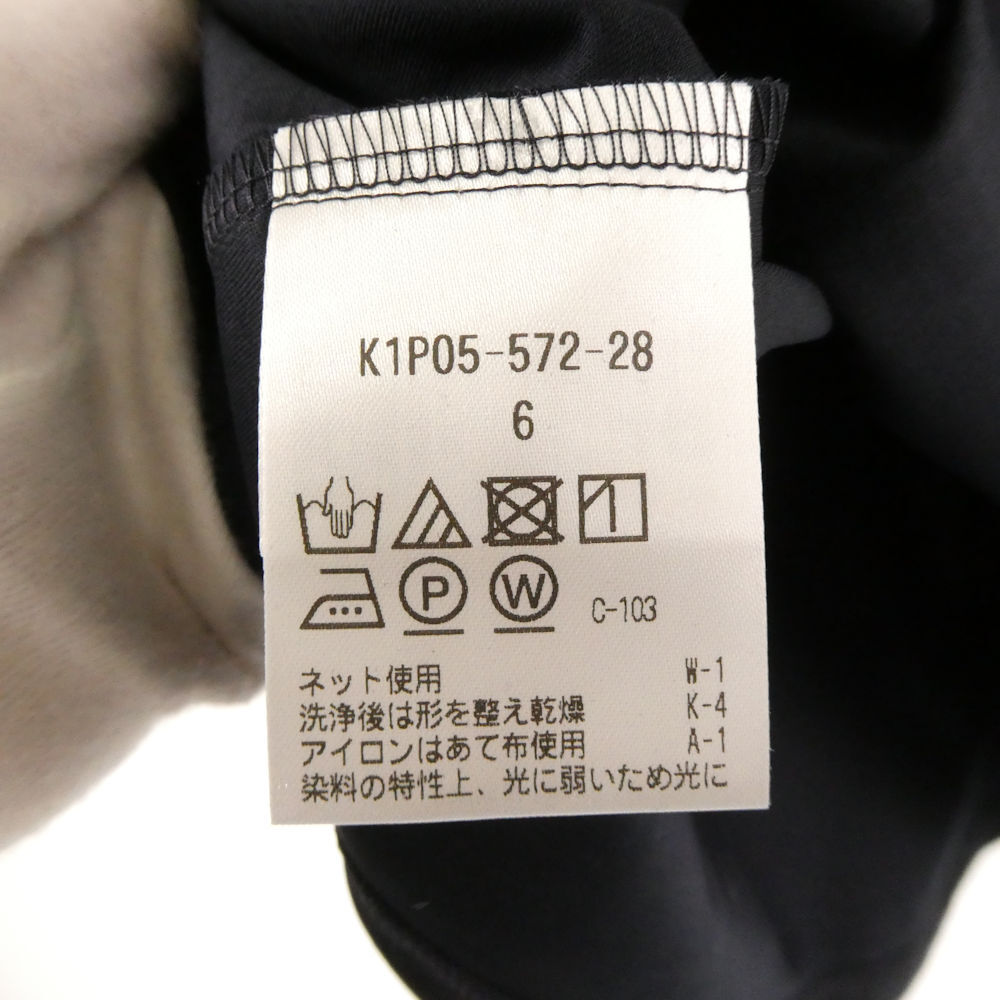 K1P05-572-28
6
P W C-103
ネット使用 W-1
洗浄後は形を整え乾燥 K-4
アイロンはあて布使用 A-1
染料の特性上、光に弱いため光に